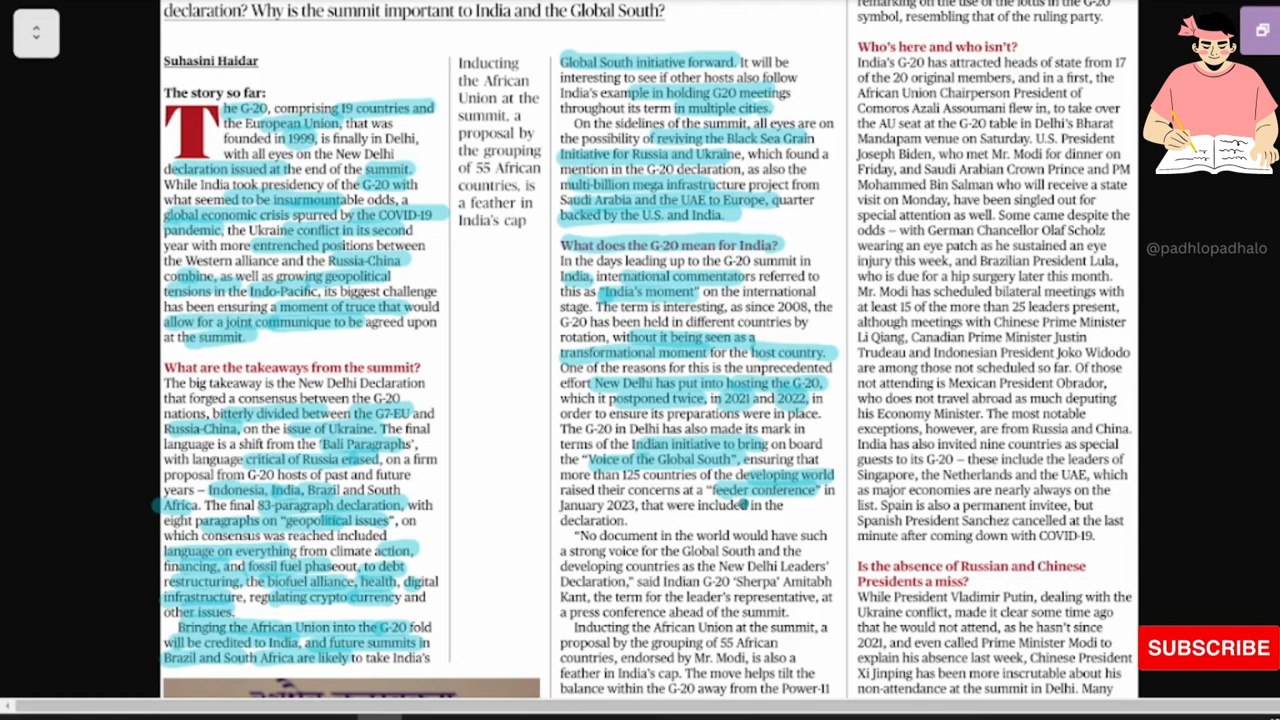 declaration? Why is the summit important to India and the Global South?
Suhasini Haidar
The story so far:
The G-20, comprising 19 countries and
the European Union, that was
founded in 1999, is finally in Delhi,
with all eyes on the New Delhi
declaration issued at the end of the summit.
While India took presidency of the G-20 with
what seemed to be insurmountable odds, a
global economic crisis spurred by the COVID-19
pandemic, the Ukraine conflict in its second
year with more entrenched positions between
the Western alliance and the Russia-China
combine, as well as growing geopolitical
tensions in the Indo-Pacific, its biggest challenge
has been ensuring a moment of truce that would
allow for a joint communique to be agreed upon
at the summit.
What are the takeaways from the summit?
The big takeaway is the New Delhi Declaration
that forged a consensus between the G-20
nations, bitterly divided between the G7-EU and
Russia-China, on the issue of Ukraine. The final
language is a shift from the 'Bali Paragraphs',
with language critical of Russia erased, on a firm
proposal from G-20 hosts of past and future
years – Indonesia, India, Brazil and South
Africa. The final 83-paragraph declaration, with
eight paragraphs on "geopolitical issues", on
which consensus was reached included
language on everything from climate action,
financing, and fossil fuel phaseout, to debt
restructuring, the biofuel alliance, health, digital
infrastructure, regulating crypto currency and
other issues.
Bringing the African Union into the G-20 fold
will be credited to India, and future summits in
Brazil and South Africa are likely to take India's
Inducting
the African
Union at the
summit, a
proposal by
the grouping
of 55 African
countries, is
a feather in
India's cap
Global South initiative forward. It will be
interesting to see if other hosts also follow
India's example in holding G20 meetings
throughout its term in multiple cities.
On the sidelines of the summit, all eyes are on
the possibility of reviving the Black Sea Grain
Initiative for Russia and Ukraine, which found a
mention in the G-20 declaration, as also the
multi-billion mega infrastructure project from
Saudi Arabia and the UAE to Europe, quarter
backed by the U.S. and India.
What does the G-20 mean for India?
In the days leading up to the G-20 summit in
India, international commentators referred to
this as "India's moment" on the international
stage. The term is interesting, as since 2008, the
G-20 has been held in different countries by
rotation, without it being seen as a
transformational moment for the host country.
One of the reasons for this is the unprecedented
effort New Delhi has put into hosting the G-20,
which it postponed twice, in 2021 and 2022, in
order to ensure its preparations were in place.
The G-20 in Delhi has also made its mark in
terms of the Indian initiative to bring on board
the "Voice of the Global South", ensuring that
more than 125 countries of the developing world
raised their concerns at a "feeder conference" in
January 2023, that were included in the
declaration.
"No document in the world would have such
a strong voice for the Global South and the
developing countries as the New Delhi Leaders'
Declaration," said Indian G-20 'Sherpa' Amitabh
Kant, the term for the leader's representative, at
a press conference ahead of the summit.
Inducting the African Union at the summit, a
proposal by the grouping of 55 African
countries, endorsed by Mr. Modi, is also a
feather in India's cap. The move helps tilt the
balance within the G-20 away from the Power-11
remarking on the use of the lotus in the G-20
symbol, resembling that of the ruling party.
Who's here and who isn't?
India's G-20 has attracted heads of state from 17
of the 20 original members, and in a first, the
African Union Chairperson President of
Comoros Azali Assoumani flew in, to take over
the AU seat at the G-20 table in Delhi's Bharat
Mandapam venue on Saturday. U.S. President
Joseph Biden, who met Mr. Modi for dinner on
Friday, and Saudi Arabian Crown Prince and PM
Mohammed Bin Salman who will receive a state
visit on Monday, have been singled out for
special attention as well. Some came despite the
odds – with German Chancellor Olaf Scholz
wearing an eye patch as he sustained an eye
injury this week, and Brazilian President Lula,
who is due for a hip surgery later this month.
Mr. Modi has scheduled bilateral meetings with
at least 15 of the more than 25 leaders present,
although meetings with Chinese Prime Minister
Li Qiang, Canadian Prime Minister Justin
Trudeau and Indonesian President Joko Widodo
are among those not scheduled so far. Of those
not attending is Mexican President Obrador,
who does not travel abroad as much deputing
his Economy Minister. The most notable
exceptions, however, are from Russia and China.
India has also invited nine countries as special
guests to its G-20 – these include the leaders of
Singapore, the Netherlands and the UAE, which
as major economies are nearly always on the
list. Spain is also a permanent invitee, but
Spanish President Sanchez cancelled at the last
minute after coming down with COVID-19.
Is the absence of Russian and Chinese
Presidents a miss?
While President Vladimir Putin, dealing with the
Ukraine conflict, made it clear some time ago
that he would not attend, as he hasn't since
2021, and even called Prime Minister Modi to
explain his absence last week, Chinese President
Xi Jinping has been more inscrutable about his
non-attendance at the summit in Delhi. Many
@padhlopadhalo
SUBSCRIBE